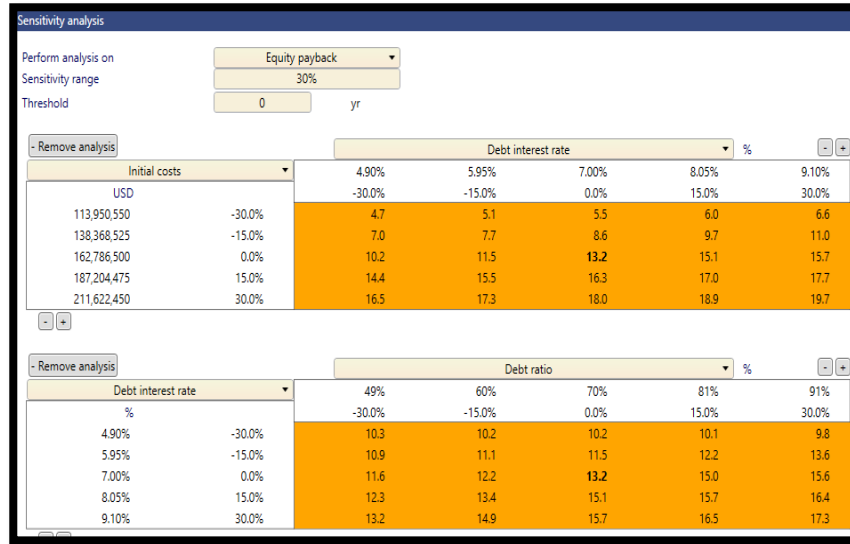 Sensitivity analysis
Perform analysis on Equity payback
Sensitivity range 30%
Threshold 0 yr
- Remove analysis Debt interest rate % - +
Initial costs 4.90% 5.95% 7.00% 8.05% 9.10%
USD -30.0% -15.0% 0.0% 15.0% 30.0%
113,950,550 -30.0% 4.7 5.1 5.5 6.0 6.6
138,368,525 -15.0% 7.0 7.7 8.6 9.7 11.0
162,786,500 0.0% 10.2 11.5 13.2 15.1 15.7
187,204,475 15.0% 14.4 15.5 16.3 17.0 17.7
211,622,450 30.0% 16.5 17.3 18.0 18.9 19.7
- +
- Remove analysis Debt ratio % - +
Debt interest rate 49% 60% 70% 81% 91%
% -30.0% -15.0% 0.0% 15.0% 30.0%
4.90% -30.0% 10.3 10.2 10.2 10.1 9.8
5.95% -15.0% 10.9 11.1 11.5 12.2 13.6
7.00% 0.0% 11.6 12.2 13.2 15.0 15.6
8.05% 15.0% 12.3 13.4 15.1 15.7 16.4
9.10% 30.0% 13.2 14.9 15.7 16.5 17.3